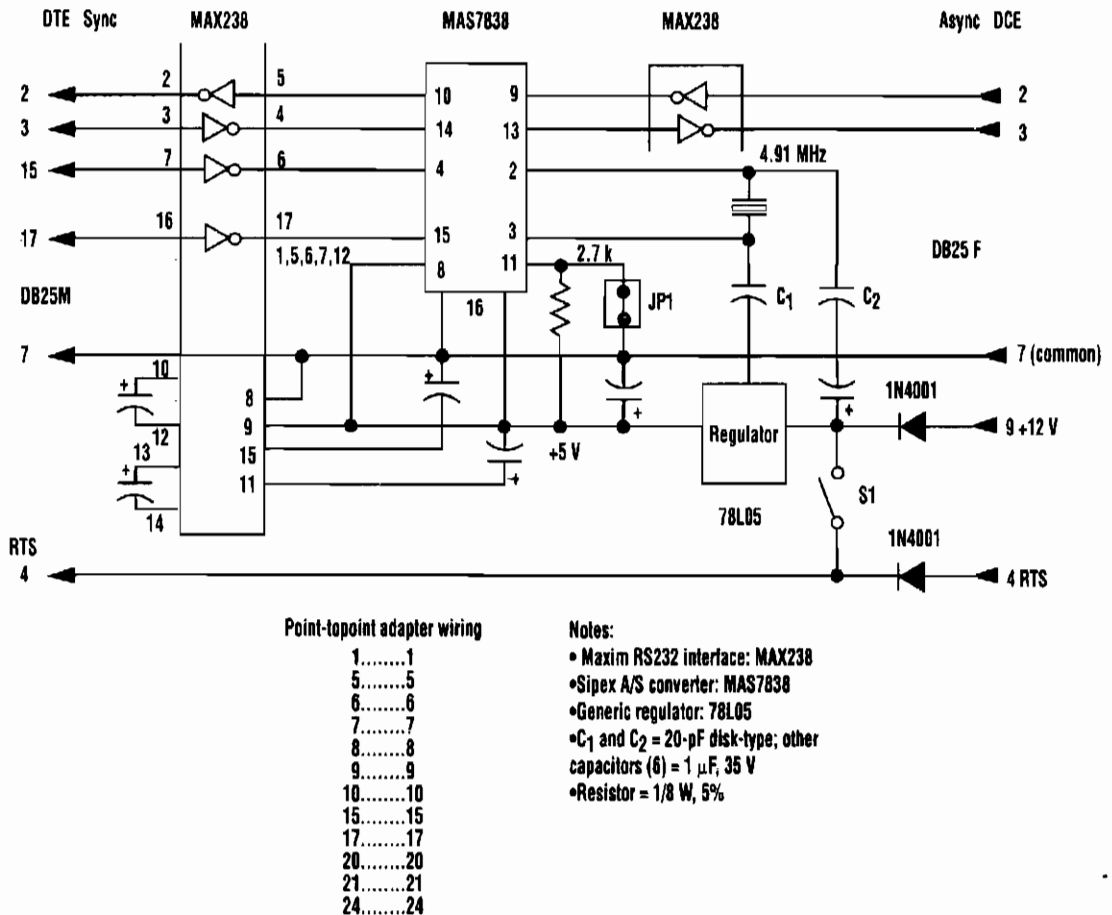 DTE Sync MAX238 MAS7838 MAX238 Async DCE
2 2 5 10 9 2
3 3 4 14 13 3
4.91 MHz
15 7 6 4 2
17 16 17 15 3
1,5,6,7,12 8 11 2.7 k DB25 F
DB25M 16 JP1 C1 C2
7 7 (common)
10 + 8 + 1N4001
12 9 + + Regulator 9 +12 V
13 15 +5 V
+ 11 + S1
14 78L05
RTS 1N4001
4 4 RTS
Point-topoint adapter wiring
1........1
5........5
6........6
7........7
8........8
9........9
10........10
15........15
17........17
20........20
21........21
24........24
Notes:
• Maxim RS232 interface: MAX238
•Sipex A/S converter: MAS7838
•Generic regulator: 78L05
•C1 and C2 = 20-pF disk-type; other
capacitors (6) = 1 μF, 35 V
•Resistor = 1/8 W, 5%